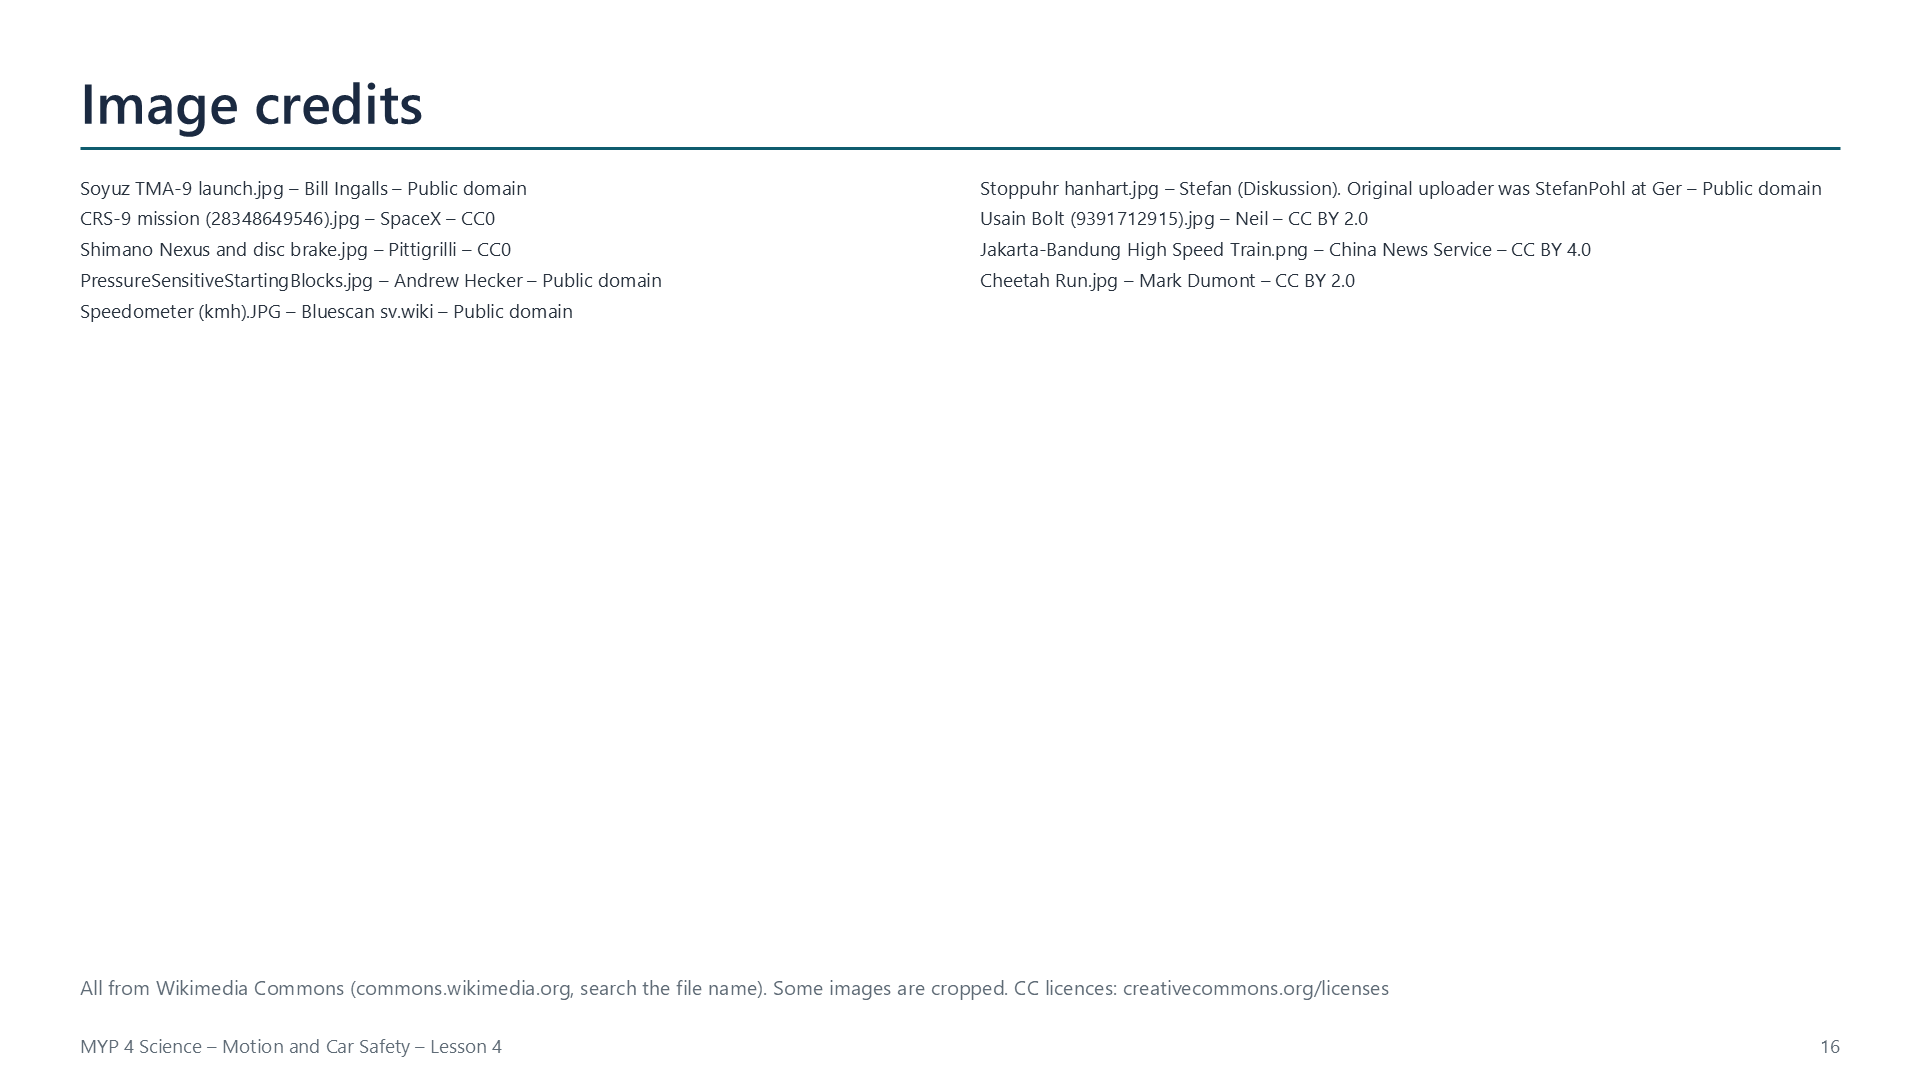 Image credits
Soyuz TMA-9 launch.jpg – Bill Ingalls – Public domain
CRS-9 mission (28348649546).jpg – SpaceX – CC0
Shimano Nexus and disc brake.jpg – Pittigrilli – CC0
PressureSensitiveStartingBlocks.jpg – Andrew Hecker – Public domain
Speedometer (kmh).JPG – Bluescan sv.wiki – Public domain
Stoppuhr hanhart.jpg – Stefan (Diskussion). Original uploader was StefanPohl at Ger – Public domain
Usain Bolt (9391712915).jpg – Neil – CC BY 2.0
Jakarta-Bandung High Speed Train.png – China News Service – CC BY 4.0
Cheetah Run.jpg – Mark Dumont – CC BY 2.0
All from Wikimedia Commons (commons.wikimedia.org, search the file name). Some images are cropped. CC licences: creativecommons.org/licenses
MYP 4 Science – Motion and Car Safety – Lesson 4
16